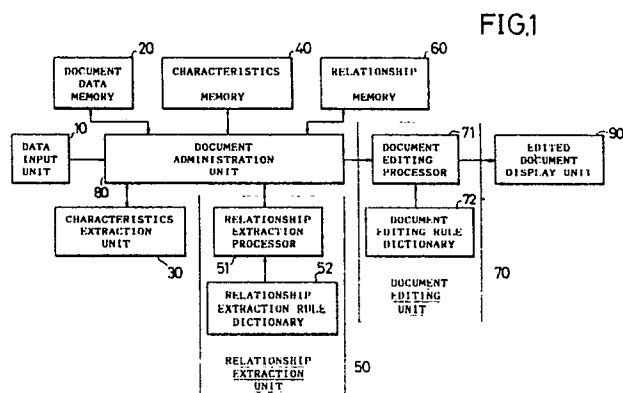 FIG.1
20
40
60
DOCUMENT
DATA
MEMORY
CHARACTERISTICS
MEMORY
RELATIONSHIP
MEMORY
10
71
90
DATA
INPUT
UNIT
DOCUMENT
ADMINISTRATION
UNIT
DOCUMENT
EDITING
PROCESSOR
EDITED
DOCUMENT
DISPLAY UNIT
80
CHARACTERISTICS
EXTRACTION
UNIT
RELATIONSHIP
EXTRACTION
PROCESSOR
DOCUMENT
EDITING RULE
DICTIONARY
72
30
51
52
70
RELATIONSHIP
EXTRACTION RULE
DICTIONARY
DOCUMENT
EDITING
UNIT
RELATIONSHIP
EXTRACTION
UNIT
50